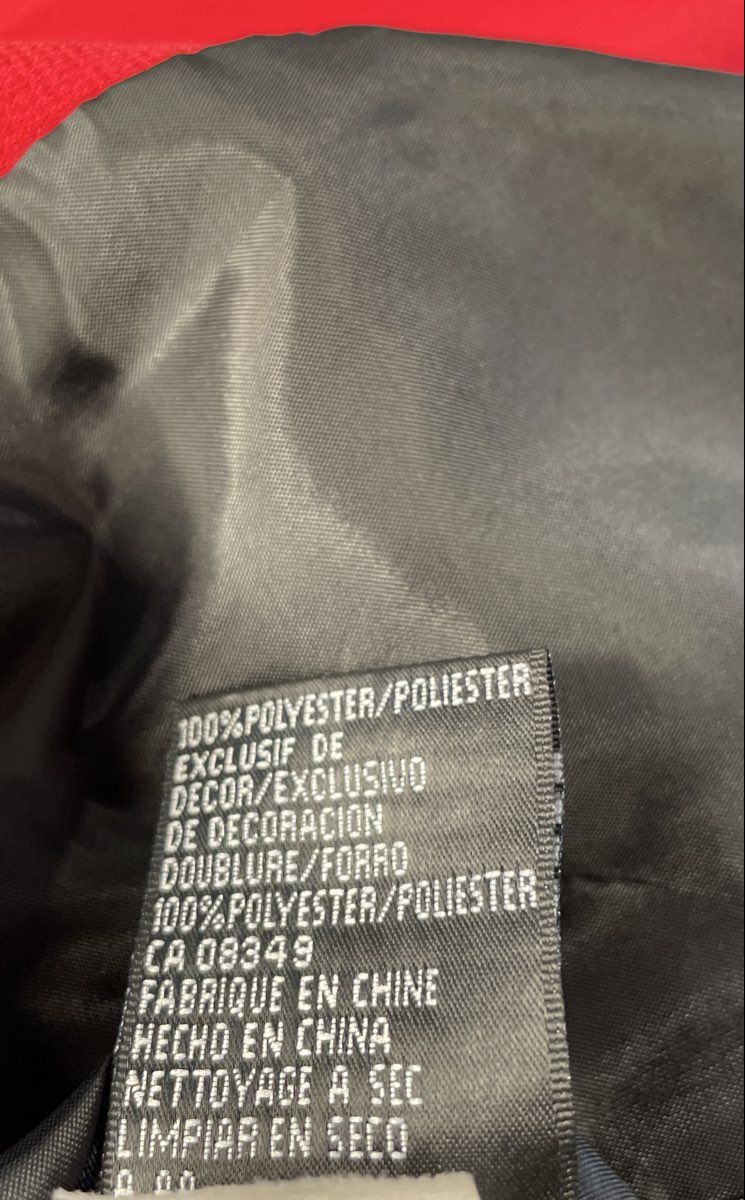 100%POLYESTER/POLIESTER
EXCLUSIF DE
DECOR/EXCLUSIVO
DE DECORACION
DOUBLURE/FORRO
100%POLYESTER/POLIESTER
CA 08349
FABRIQUE EN CHINE
HECHO EN CHINA
NETTOYAGE A SEC
LIMPIAR EN SECO